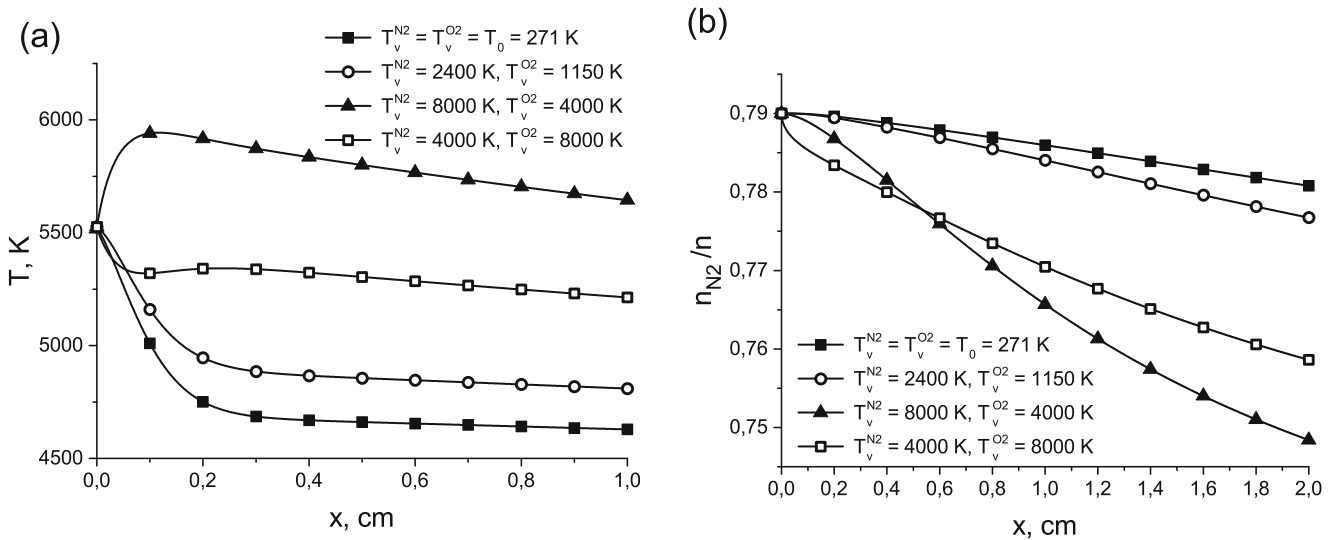 (a)
T_v^N2 = T_v^O2 = T_0 = 271 K
T_v^N2 = 2400 K, T_v^O2 = 1150 K
T_v^N2 = 8000 K, T_v^O2 = 4000 K
T_v^N2 = 4000 K, T_v^O2 = 8000 K
T, K
6000
5500
5000
4500
0,0 0,2 0,4 0,6 0,8 1,0
x, cm
(b)
n_N2/n
0,79
0,78
0,77
0,76
0,75
T_v^N2 = T_v^O2 = T_0 = 271 K
T_v^N2 = 2400 K, T_v^O2 = 1150 K
T_v^N2 = 8000 K, T_v^O2 = 4000 K
T_v^N2 = 4000 K, T_v^O2 = 8000 K
0,0 0,2 0,4 0,6 0,8 1,0 1,2 1,4 1,6 1,8 2,0
x, cm